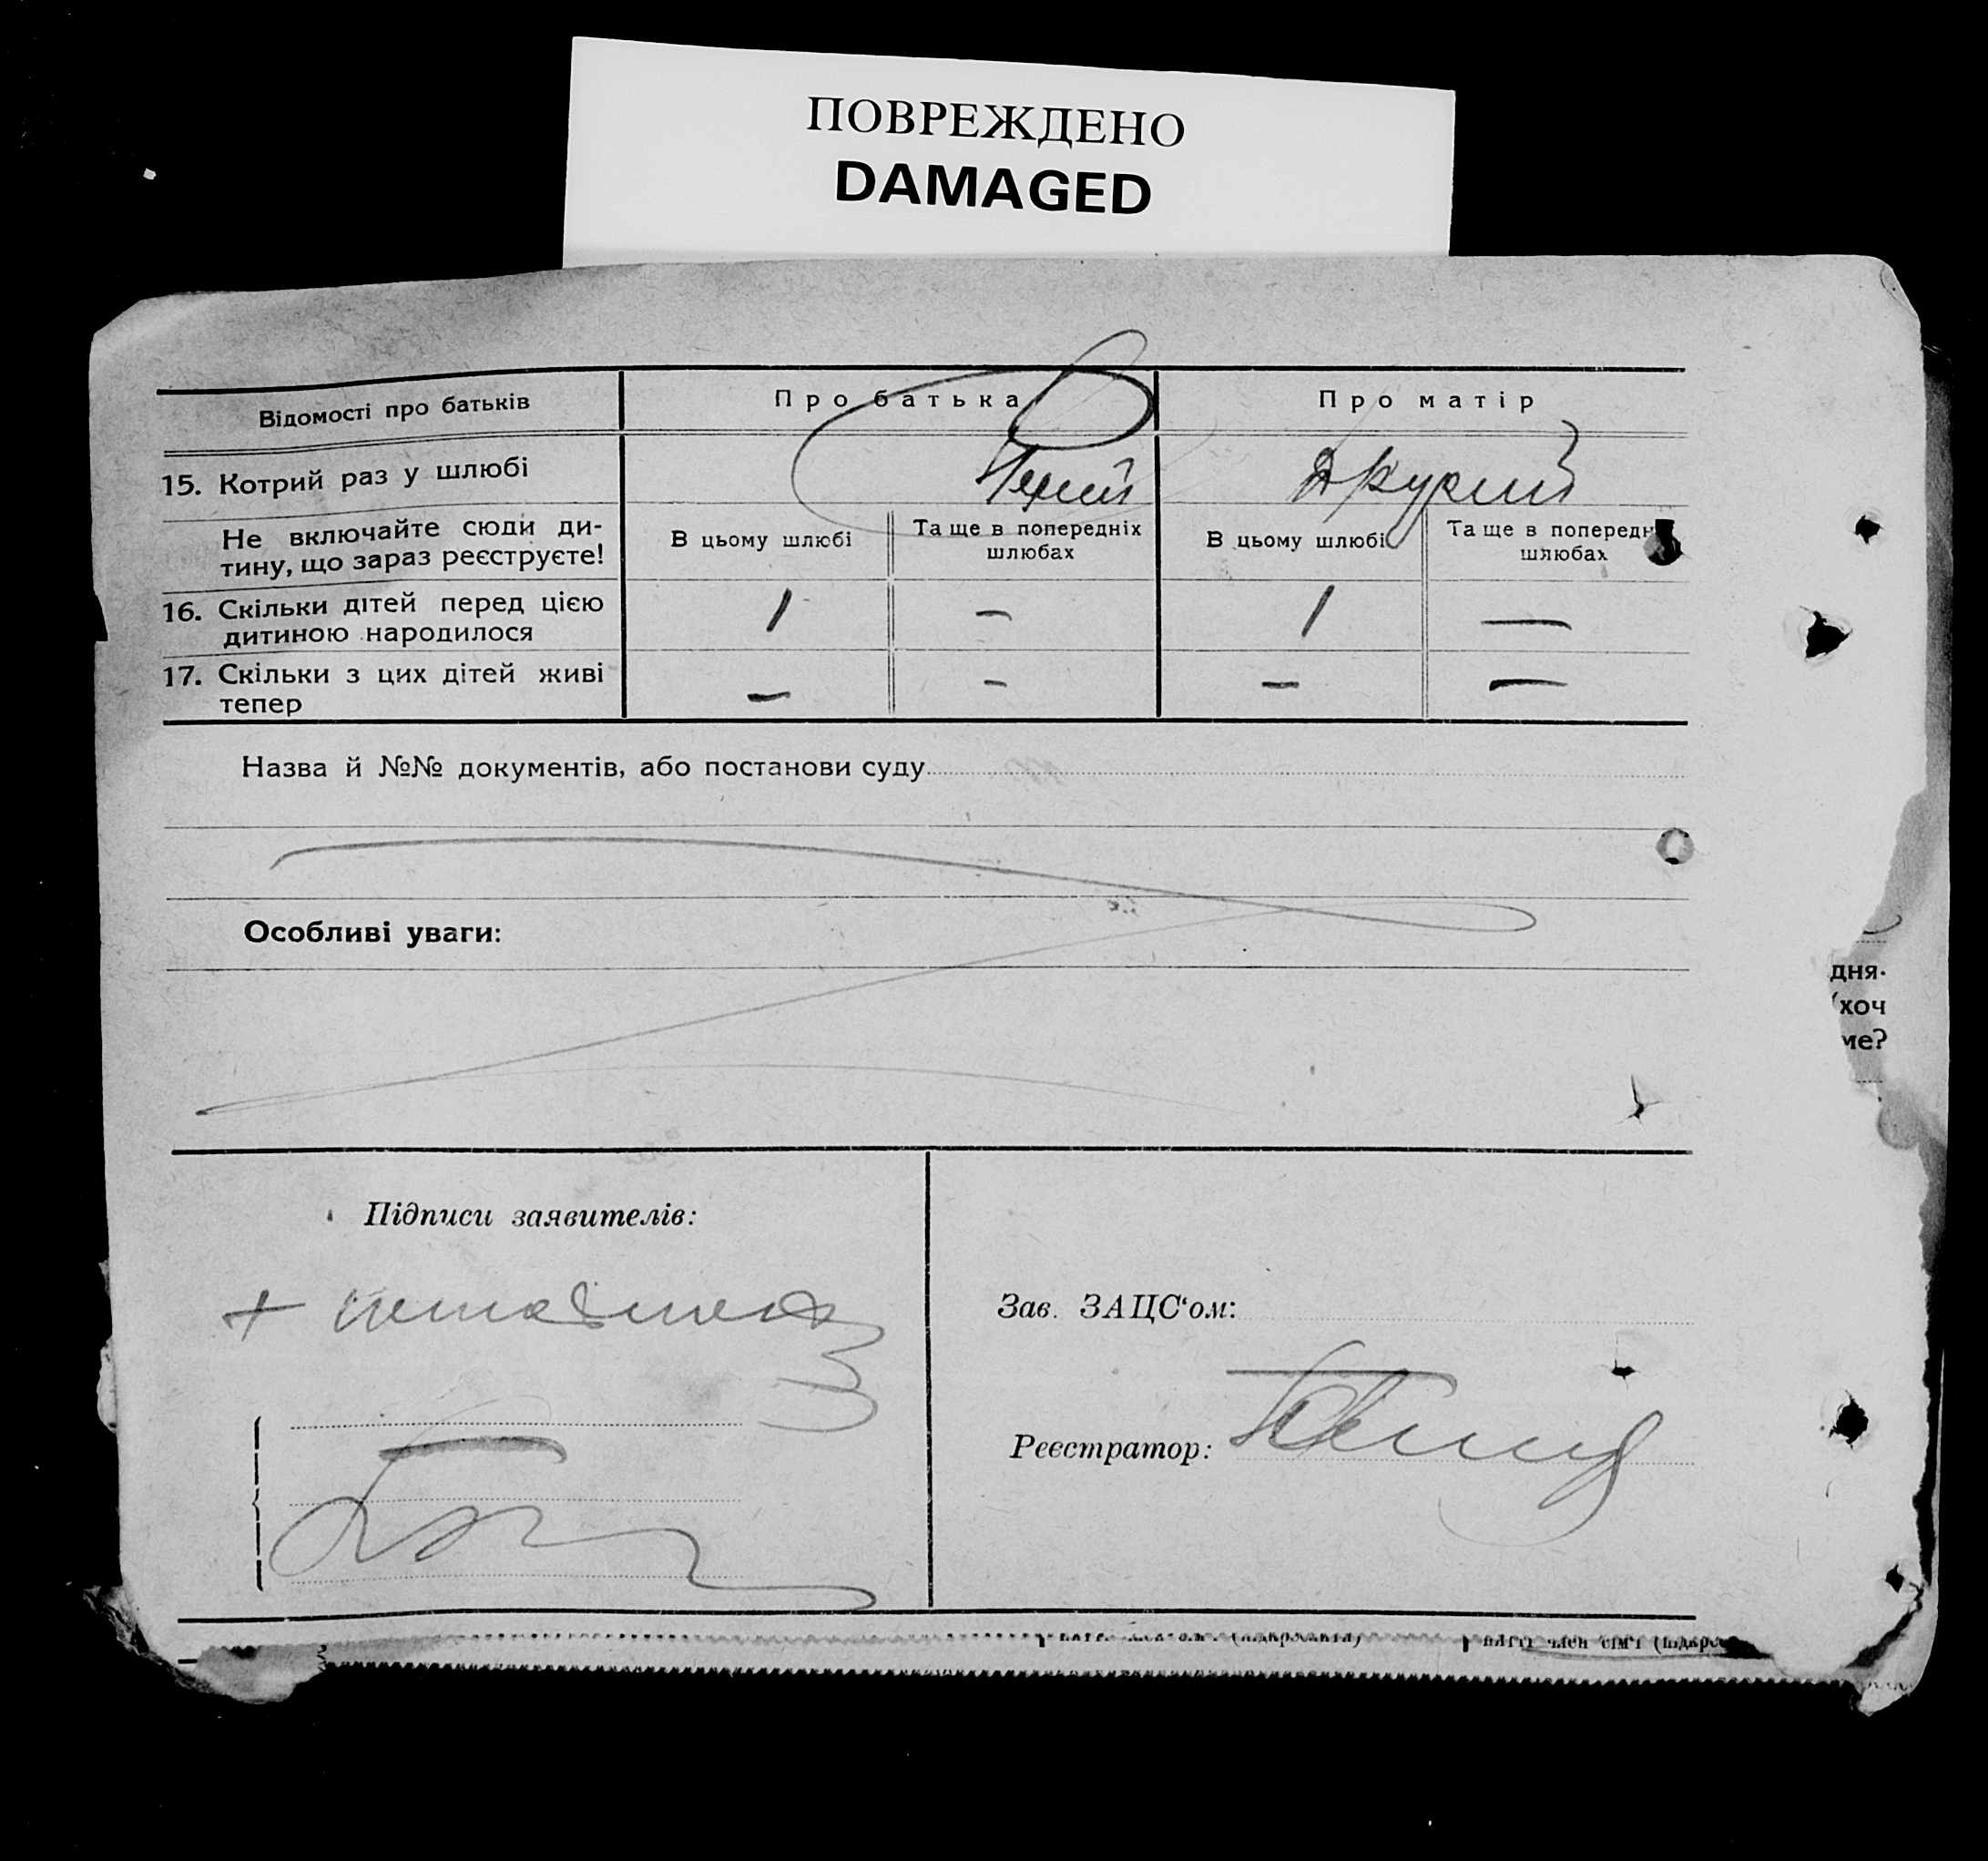 ПОВРЕЖДЕНО
DAMAGED
Відомості про батьків
Про батька
Про матір
15. Котрий раз у шлюбі
Другий
Не включайте сюди ди-
тину, що зараз реєструєте!
В цьому шлюбі
Та ще в попередніх
шлюбах
В цьому шлюбі
Та ще в попередн
шлюбах
16. Скільки дітей перед цією
дитиною народилося
1
–
1
–
17. Скільки з цих дітей живі
тепер
–
–
–
–
Назва й №№ документів, або постанови суду
Особливі уваги:
дня.
(хоч
ме?
Підписи заявителів:
+
Зав. ЗАЦС'ом:
Реєстратор: